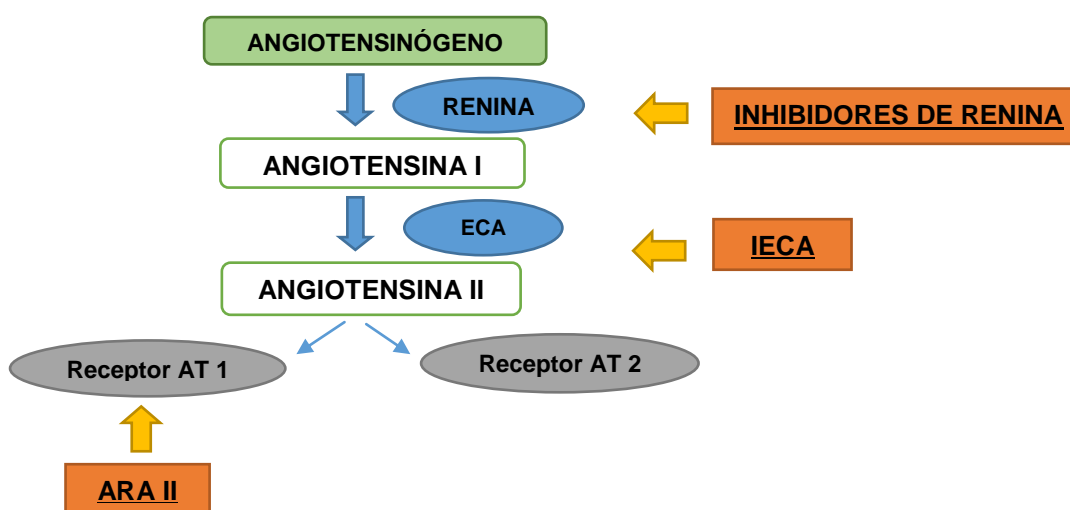 ANGIOTENSINÓGENO
RENINA
INHIBIDORES DE RENINA
ANGIOTENSINA I
ECA
IECA
ANGIOTENSINA II
Receptor AT 1
Receptor AT 2
ARA II